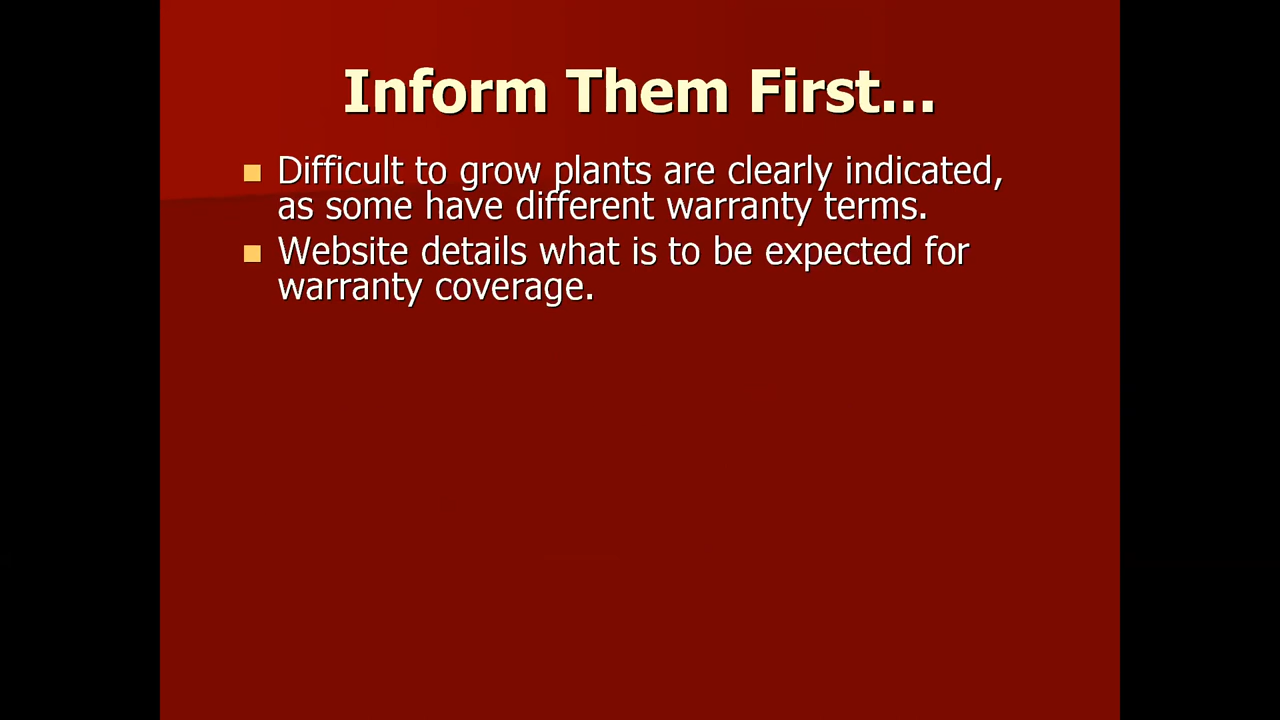 Inform Them First...
Difficult to grow plants are clearly indicated,
as some have different warranty terms.
Website details what is to be expected for
warranty coverage.